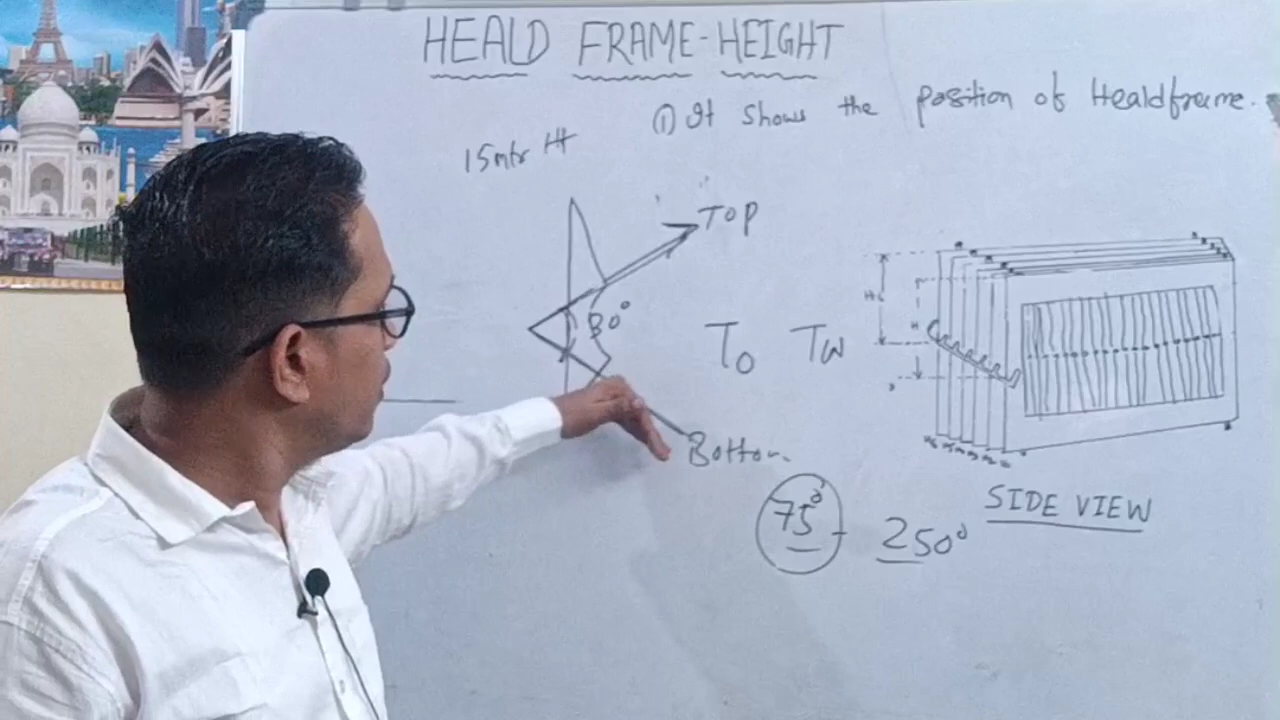 HEALD FRAME-HEIGHT
① It shows the position of Healdframe.
15mtr Ht
TOP
30°
To Tw
Bottom.
75° - 250°
SIDE VIEW